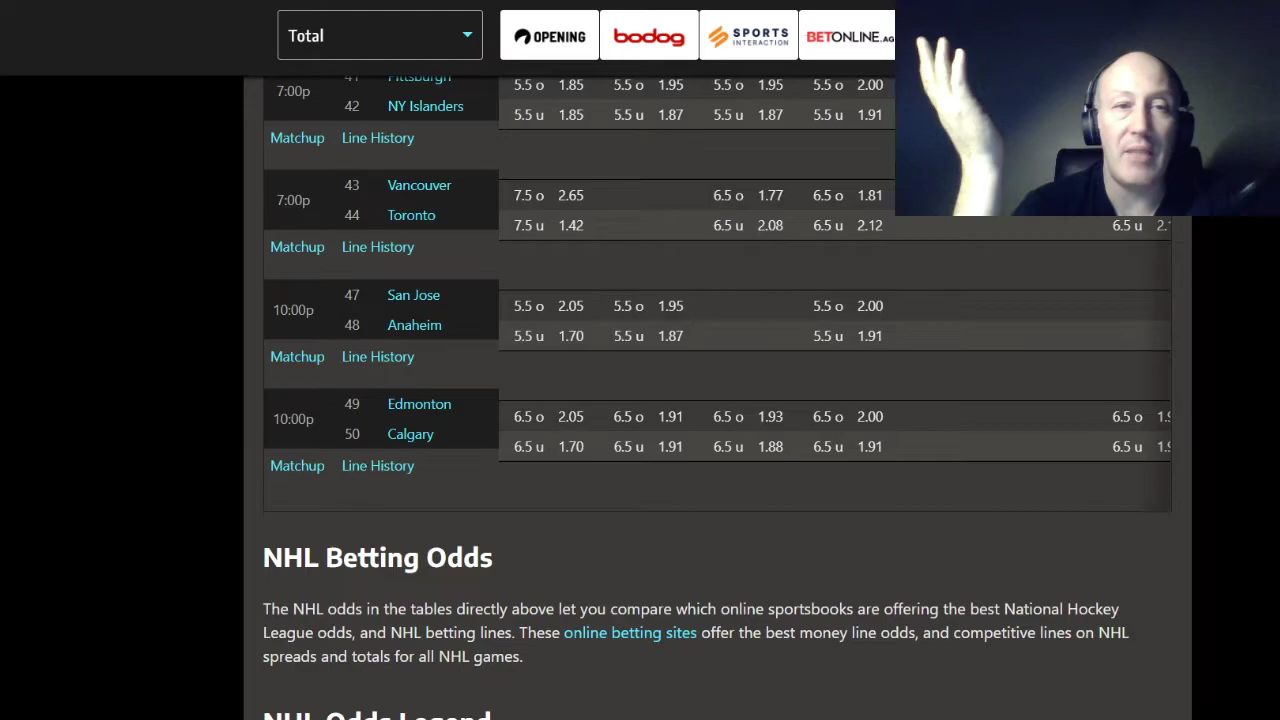 Total OPENING bodog SPORTS INTERACTION BETONLINE.AG
41 Pittsburgh 5.5 o 1.85 5.5 o 1.95 5.5 o 1.95 5.5 o 2.00
7:00p
42 NY Islanders 5.5 u 1.85 5.5 u 1.87 5.5 u 1.87 5.5 u 1.91
Matchup Line History
43 Vancouver 7.5 o 2.65 6.5 o 1.77 6.5 o 1.81
7:00p
44 Toronto 7.5 u 1.42 6.5 u 2.08 6.5 u 2.12 6.5 u
Matchup Line History
47 San Jose 5.5 o 2.05 5.5 o 1.95 5.5 o 2.00
10:00p
48 Anaheim 5.5 u 1.70 5.5 u 1.87 5.5 u 1.91
Matchup Line History
49 Edmonton 6.5 o 2.05 6.5 o 1.91 6.5 o 1.93 6.5 o 2.00 6.5 o
10:00p
50 Calgary 6.5 u 1.70 6.5 u 1.91 6.5 u 1.88 6.5 u 1.91 6.5 u
Matchup Line History
NHL Betting Odds
The NHL odds in the tables directly above let you compare which online sportsbooks are offering the best National Hockey
League odds, and NHL betting lines. These online betting sites offer the best money line odds, and competitive lines on NHL
spreads and totals for all NHL games.
NHL Odds Legend